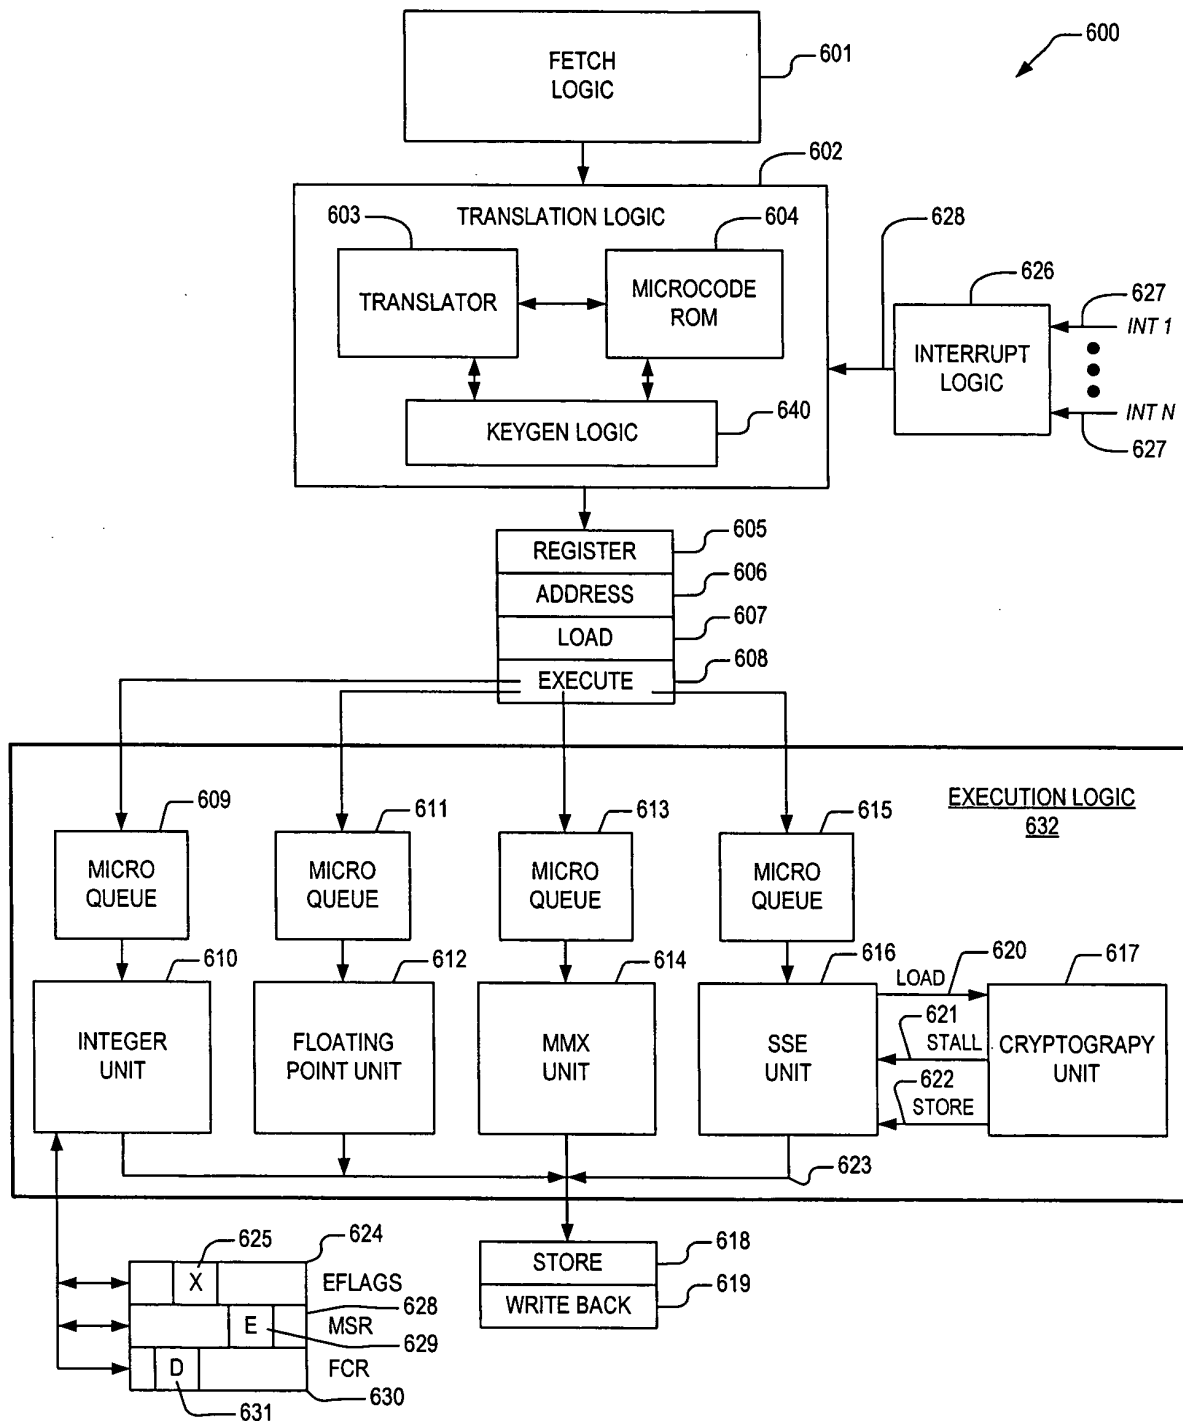 600
FETCH
LOGIC
601
602
TRANSLATION LOGIC
603
604
TRANSLATOR
MICROCODE
ROM
KEYGEN LOGIC
640
628
626
627
INT 1
INTERRUPT
LOGIC
INT N
627
REGISTER
605
ADDRESS
606
LOAD
607
EXECUTE
608
EXECUTION LOGIC
632
609
611
613
615
MICRO
QUEUE
MICRO
QUEUE
MICRO
QUEUE
MICRO
QUEUE
610
612
614
616
LOAD
620
617
INTEGER
UNIT
FLOATING
POINT UNIT
MMX
UNIT
SSE
UNIT
621
STALL
622
STORE
CRYPTOGRAPY
UNIT
623
625
624
X
EFLAGS
628
E
MSR
629
D
FCR
630
631
STORE
618
WRITE BACK
619